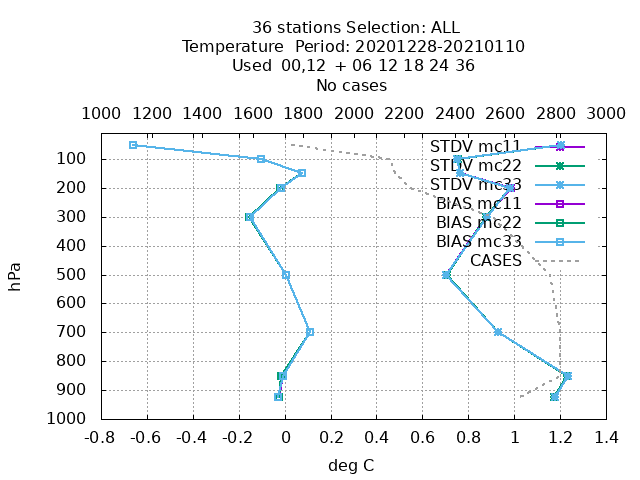 36 stations Selection: ALL
Temperature  Period: 20201228-20210110
Used  00,12  + 06 12 18 24 36
No cases
1000 1200 1400 1600 1800 2000 2200 2400 2600 2800 3000
STDV mc11
100
STDV mc22
STDV mc33
200
BIAS mc11
300
BIAS mc22
400
BIAS mc33
CASES
500
600
700
800
900
1000
hPa
-0.8 -0.6 -0.4 -0.2 0 0.2 0.4 0.6 0.8 1 1.2 1.4
deg C